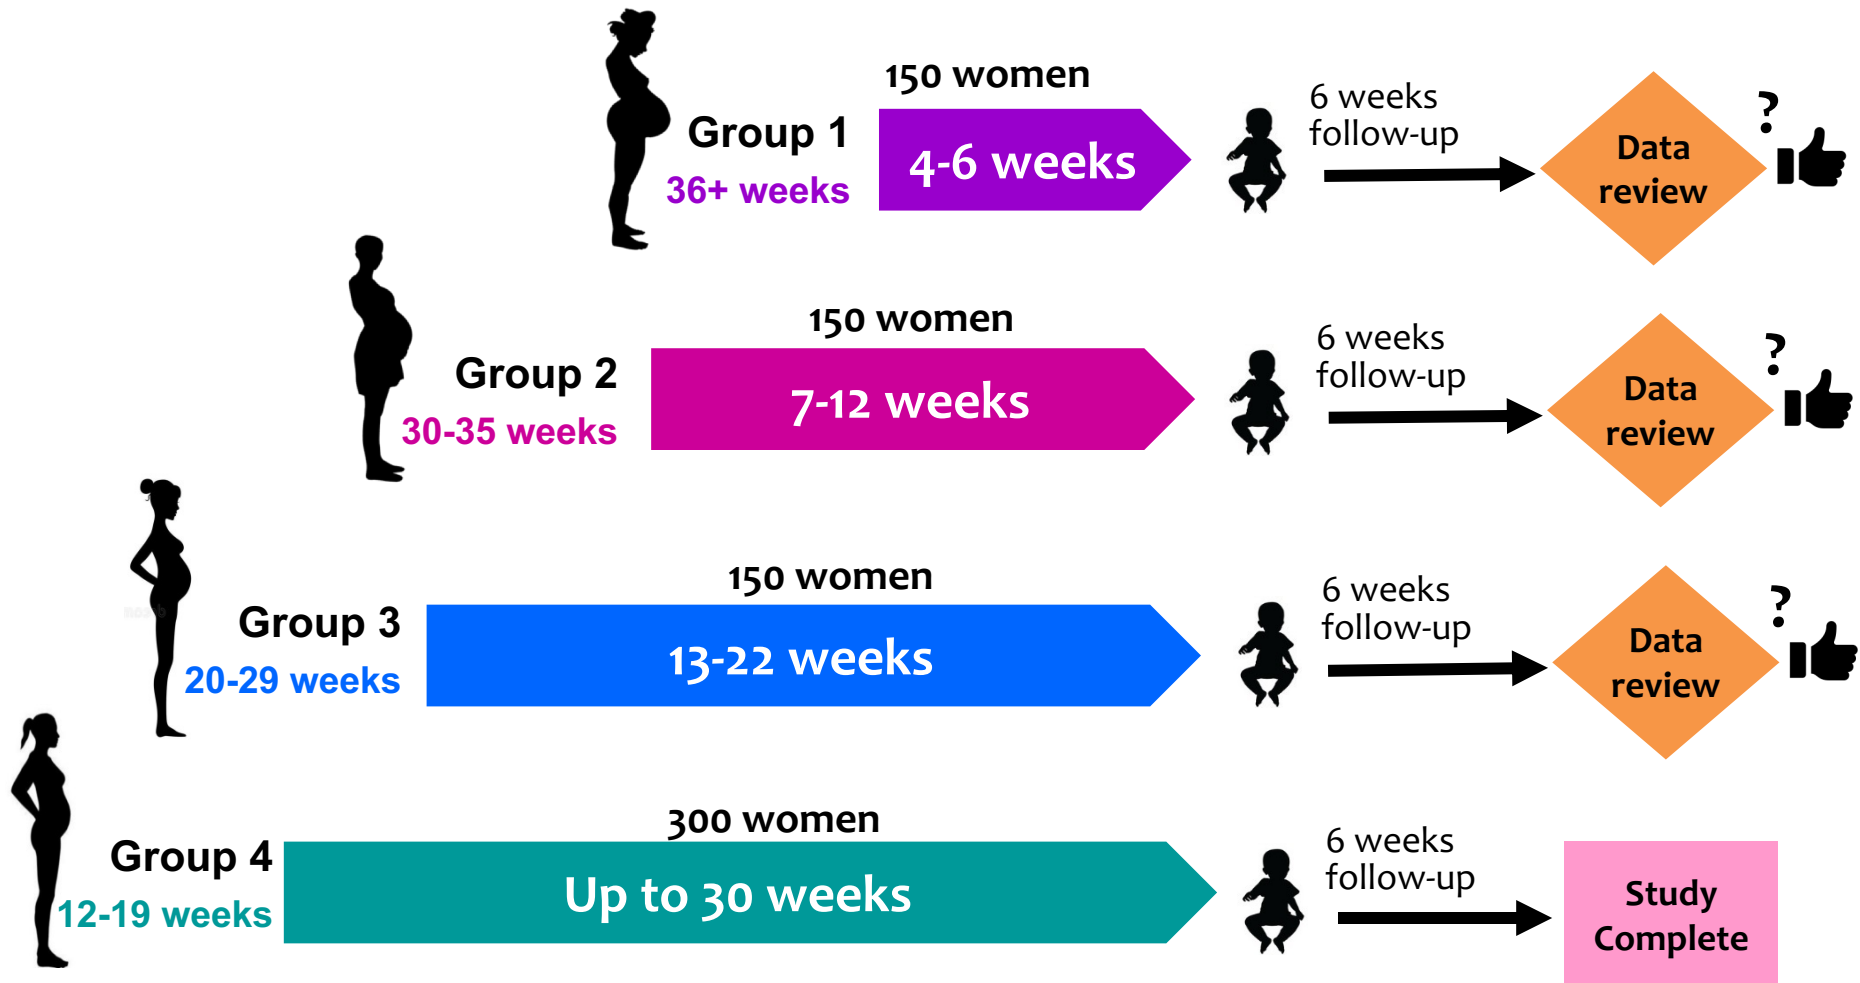 150 women
Group 1
36+ weeks
4-6 weeks
6 weeks
follow-up
Data
review
?
150 women
Group 2
30-35 weeks
7-12 weeks
6 weeks
follow-up
Data
review
?
150 women
Group 3
20-29 weeks
13-22 weeks
6 weeks
follow-up
Data
review
?
300 women
Group 4
12-19 weeks
Up to 30 weeks
6 weeks
follow-up
Study
Complete